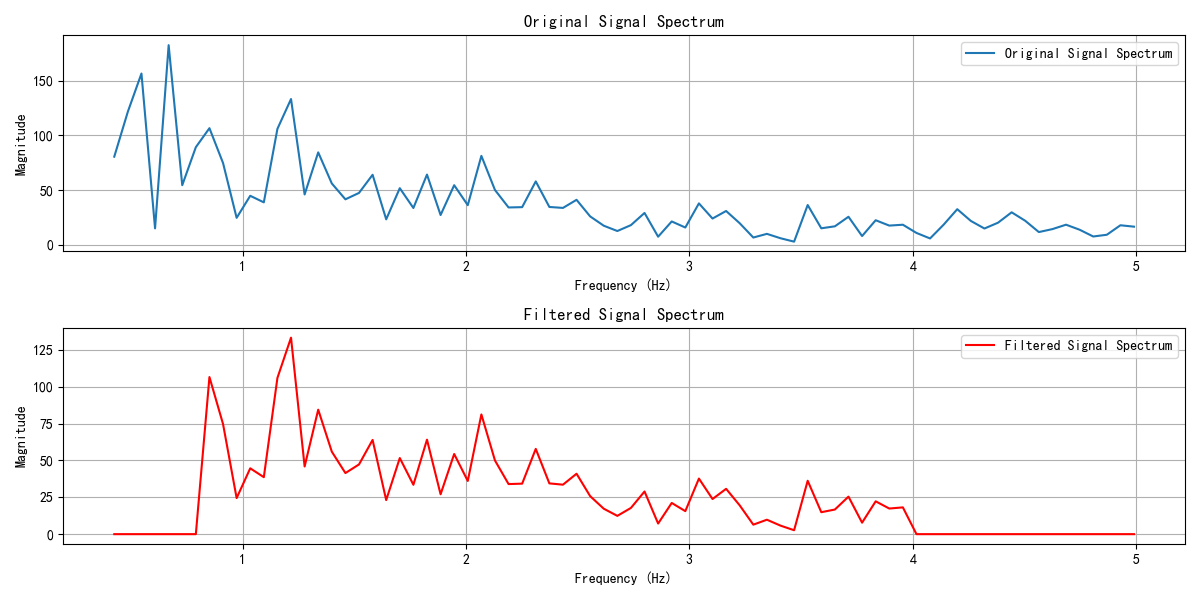 Original Signal Spectrum
Original Signal Spectrum
Magnitude
150
100
50
0
1 2 3 4 5
Frequency (Hz)
Filtered Signal Spectrum
Filtered Signal Spectrum
Magnitude
125
100
75
50
25
0
1 2 3 4 5
Frequency (Hz)